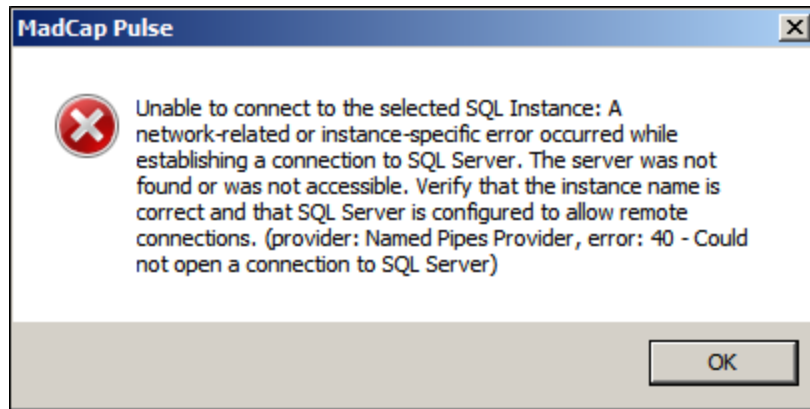 MadCap Pulse
Unable to connect to the selected SQL Instance: A
network-related or instance-specific error occurred while
establishing a connection to SQL Server. The server was not
found or was not accessible. Verify that the instance name is
correct and that SQL Server is configured to allow remote
connections. (provider: Named Pipes Provider, error: 40 - Could
not open a connection to SQL Server)
OK